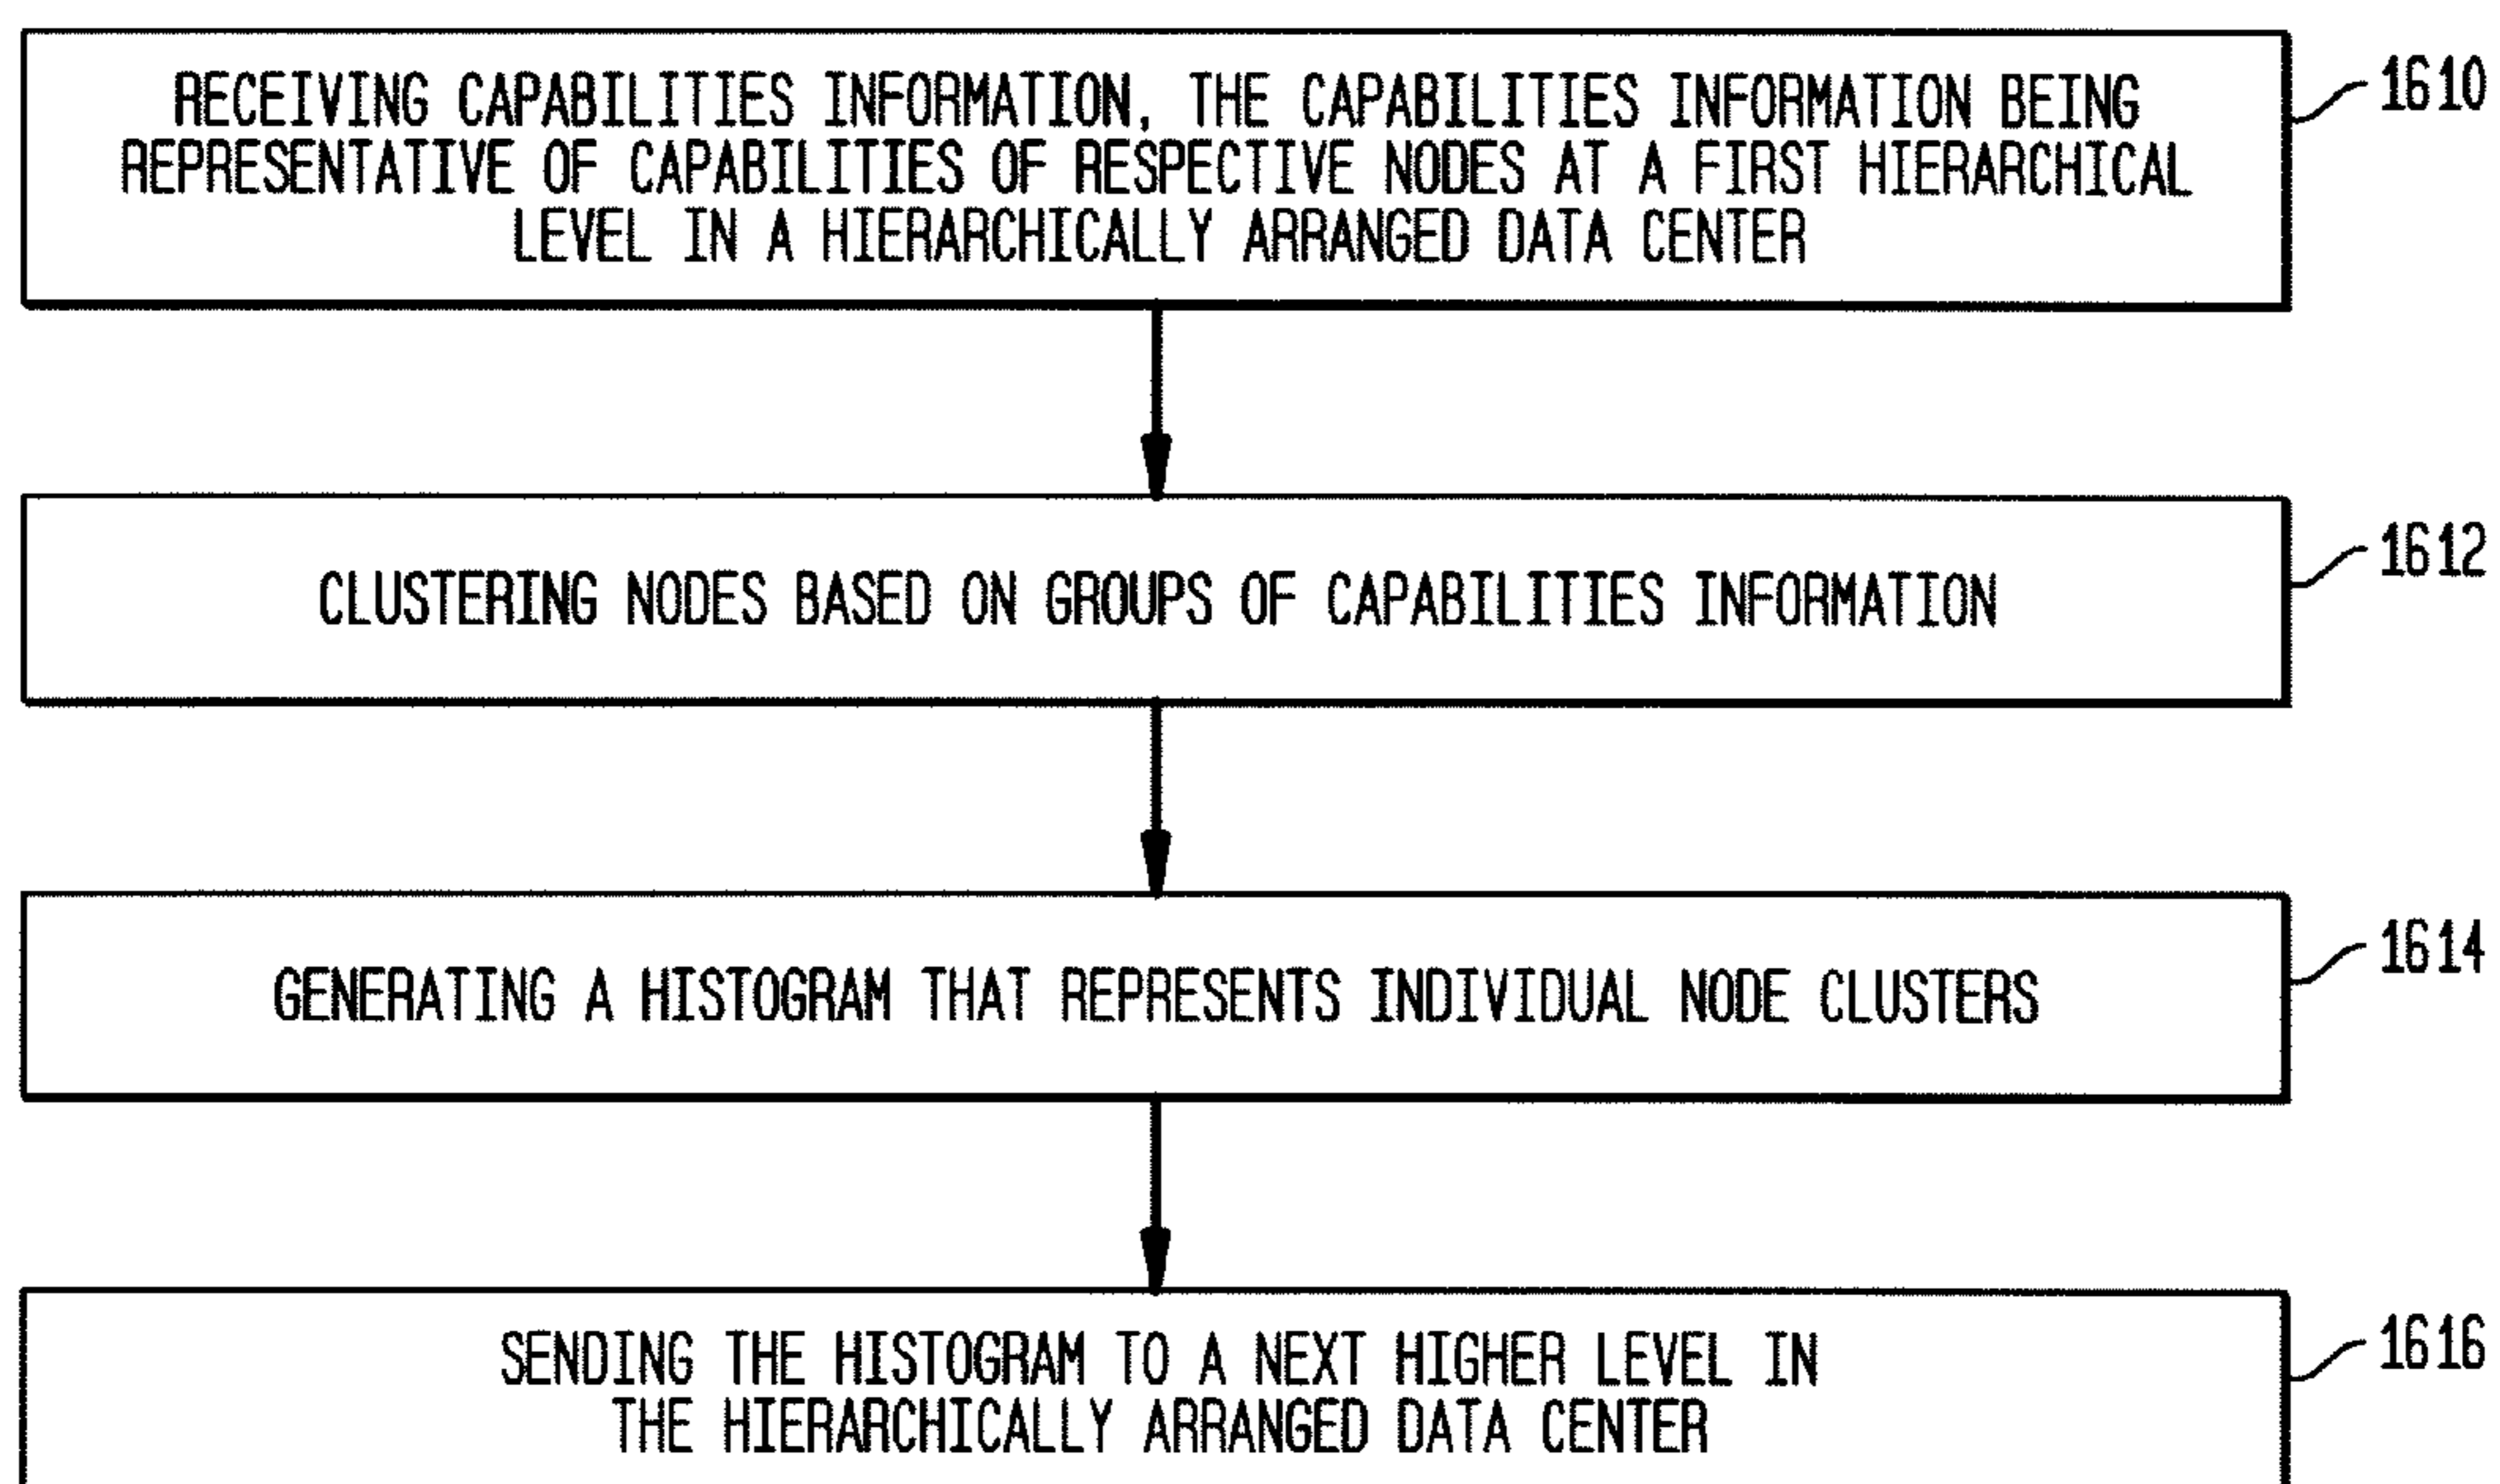 RECEIVING CAPABILITIES INFORMATION, THE CAPABILITIES INFORMATION BEING
REPRESENTATIVE OF CAPABILITIES OF RESPECTIVE NODES AT A FIRST HIERARCHICAL
LEVEL IN A HIERARCHICALLY ARRANGED DATA CENTER
1610
CLUSTERING NODES BASED ON GROUPS OF CAPABILITIES INFORMATION
1612
GENERATING A HISTOGRAM THAT REPRESENTS INDIVIDUAL NODE CLUSTERS
1614
SENDING THE HISTOGRAM TO A NEXT HIGHER LEVEL IN
THE HIERARCHICALLY ARRANGED DATA CENTER
1616